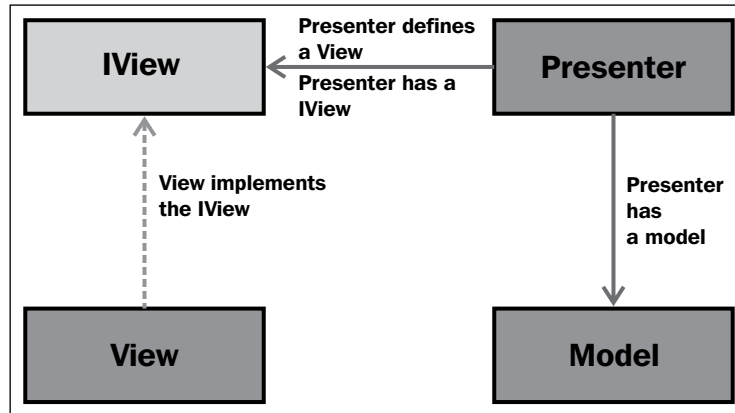 IView
Presenter defines
a View
Presenter has a
IView
Presenter
View implements
the IView
Presenter
has
a model
View
Model